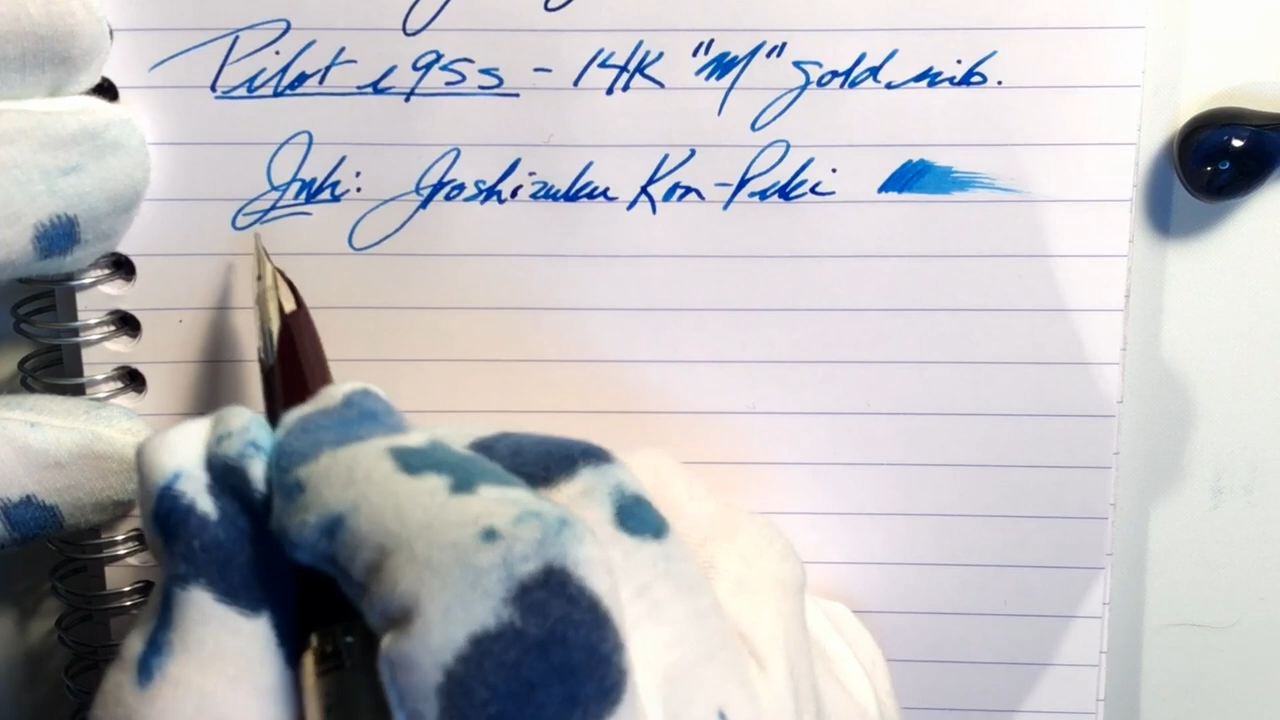 Pilot e95s - 14K "M" gold nib.
Ink: Iroshizuku Kon-Peki